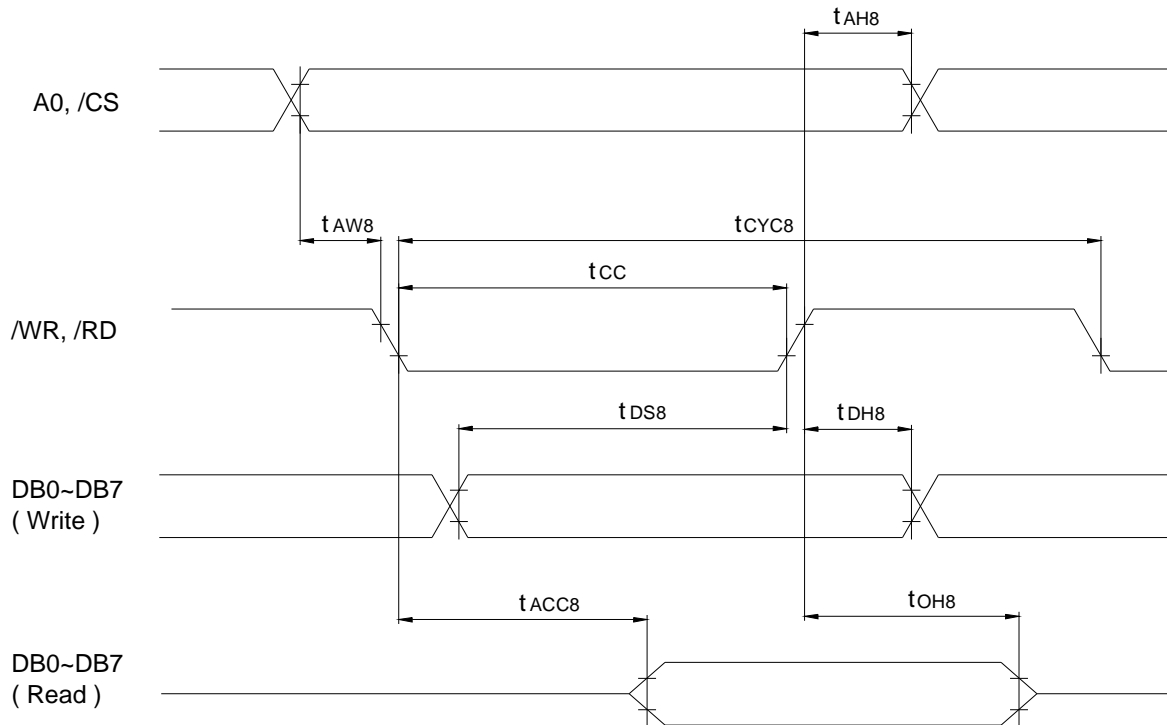 tAH8
A0, /CS
tAW8
tCYC8
tCC
/WR, /RD
tDS8
tDH8
DB0~DB7
( Write )
tACC8
tOH8
DB0~DB7
( Read )